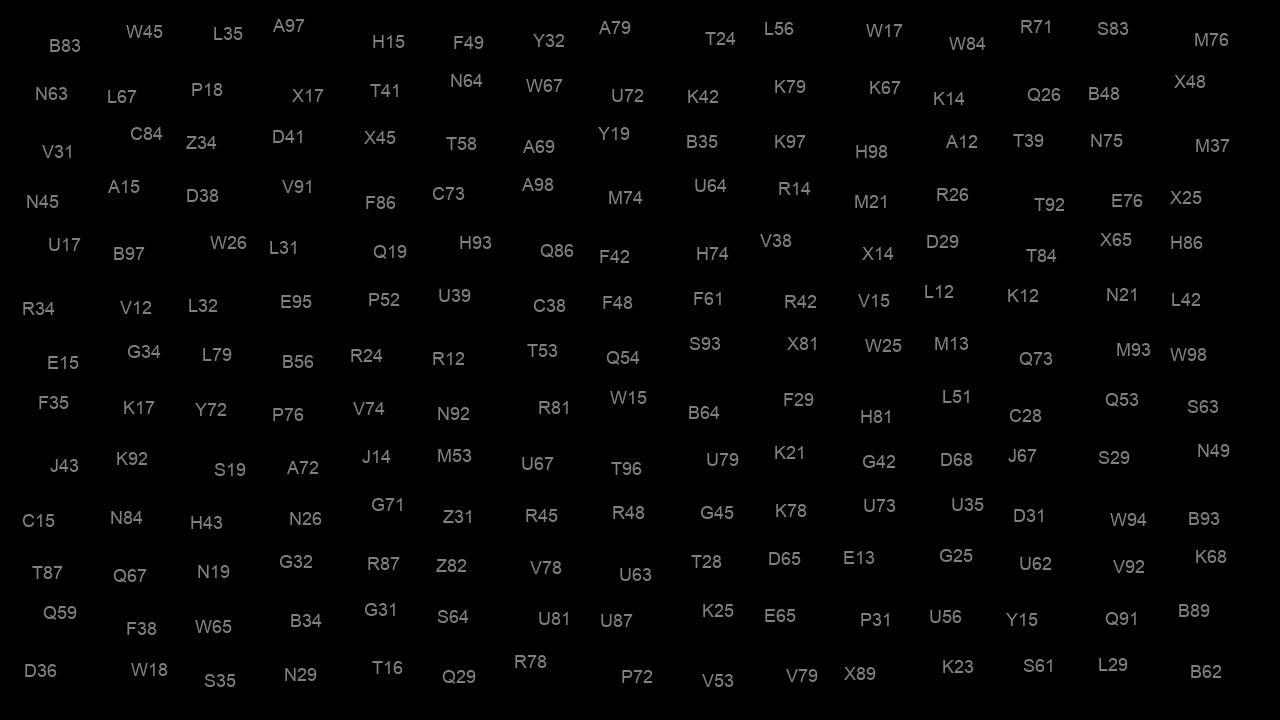 B83 W45 L35 A97 H15 F49 Y32 A79 T24 L56 W17 W84 R71 S83 M76
N63 L67 P18 X17 T41 N64 W67 U72 K42 K79 K67 K14 Q26 B48 X48
V31 C84 Z34 D41 X45 T58 A69 Y19 B35 K97 H98 A12 T39 N75 M37
N45 A15 D38 V91 F86 C73 A98 M74 U64 R14 M21 R26 T92 E76 X25
U17 B97 W26 L31 Q19 H93 Q86 F42 H74 V38 X14 D29 T84 X65 H86
R34 V12 L32 E95 P52 U39 C38 F48 F61 R42 V15 L12 K12 N21 L42
E15 G34 L79 B56 R24 R12 T53 Q54 S93 X81 W25 M13 Q73 M93 W98
F35 K17 Y72 P76 V74 N92 R81 W15 B64 F29 H81 L51 C28 Q53 S63
J43 K92 S19 A72 J14 M53 U67 T96 U79 K21 G42 D68 J67 S29 N49
C15 N84 H43 N26 G71 Z31 R45 R48 G45 K78 U73 U35 D31 W94 B93
T87 Q67 N19 G32 R87 Z82 V78 U63 T28 D65 E13 G25 U62 V92 K68
Q59 F38 W65 B34 G31 S64 U81 U87 K25 E65 P31 U56 Y15 Q91 B89
D36 W18 S35 N29 T16 Q29 R78 P72 V53 V79 X89 K23 S61 L29 B62